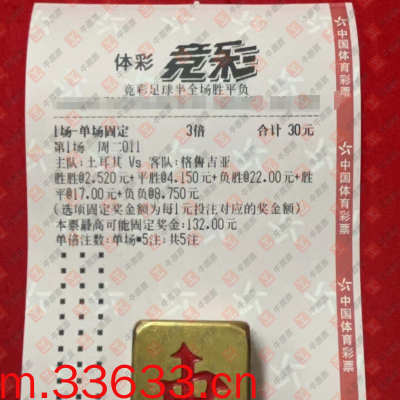 体彩 竞彩
竞彩足球半全场胜平负
1场-单场固定 3倍 合计 30元
第1场 周二011
主队:土耳其 Vs 客队:格鲁吉亚
胜胜@2.520元+平胜@4.150元+负胜@22.00元+胜
平@17.00元+负负@8.750元
(选项固定奖金额为每1元投注对应的奖金额)
本票最高可能固定奖金:132.00元
单倍注数:单场*5注:共5注
中国体育彩票
中国体育彩票
中国体育彩票
m.33633.cn